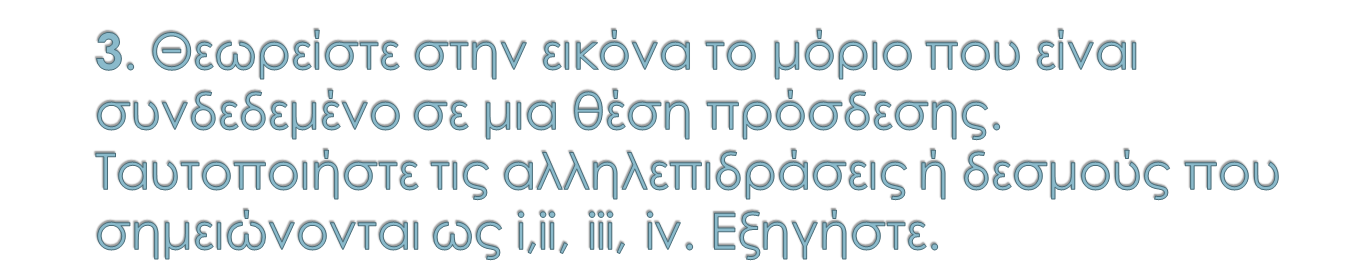 3. Θεωρείστε στην εικόνα το μόριο που είναι
συνδεδεμένο σε μια θέση πρόσδεσης.
Ταυτοποιήστε τις αλληλεπιδράσεις ή δεσμούς που
σημειώνονται ως i,ii, iii, iv. Εξηγήστε.